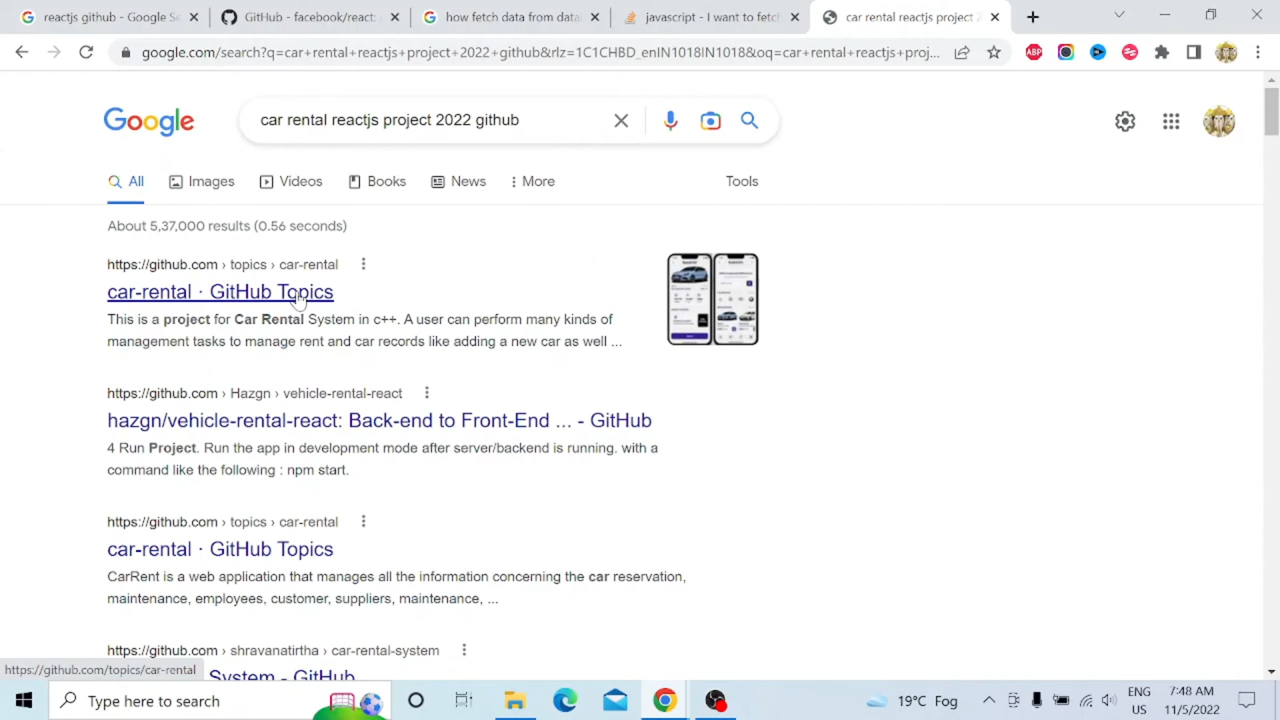 reactjs github - Google Se
GitHub - facebook/react:
how fetch data from data
javascript - I want to fetch
car rental reactjs project 2
google.com/search?q=car+rental+reactjs+project+2022+github&rlz=1C1CHBD_enIN1018IN1018&oq=car+rental+reactjs+proj...
ABP
Google
car rental reactjs project 2022 github
All
Images
Videos
Books
News
More
Tools
About 5,37,000 results (0.56 seconds)
https://github.com › topics › car-rental
car-rental · GitHub Topics
This is a project for Car Rental System in c++. A user can perform many kinds of
management tasks to manage rent and car records like adding a new car as well ...
https://github.com › Hazgn › vehicle-rental-react
hazgn/vehicle-rental-react: Back-end to Front-End ... - GitHub
4 Run Project. Run the app in development mode after server/backend is running. with a
command like the following : npm start.
https://github.com › topics › car-rental
car-rental · GitHub Topics
CarRent is a web application that manages all the information concerning the car reservation,
maintenance, employees, customer, suppliers, maintenance, ...
https://github.com › shravanatirtha › car-rental-system
System - GitHub
https://github.com/topics/car-rental
Type here to search
19°C Fog
ENG
US
7:48 AM
11/5/2022